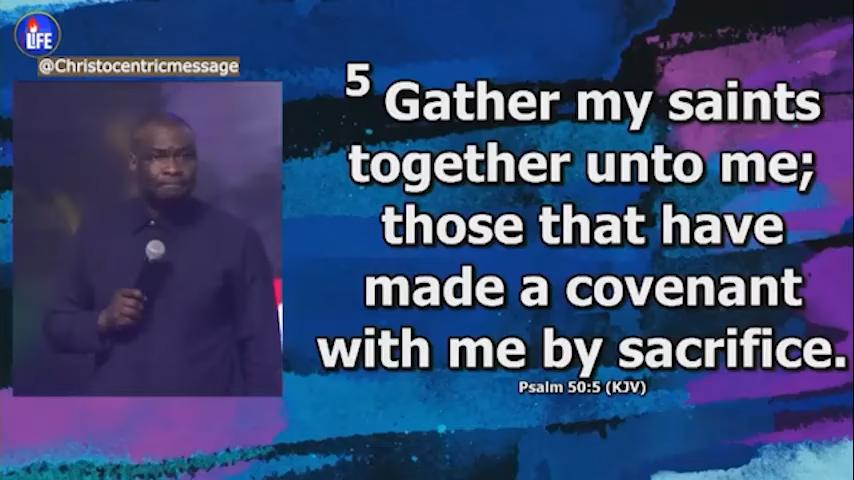 LIFE
@Christocentricmessage
5 Gather my saints
together unto me;
those that have
made a covenant
with me by sacrifice.
Psalm 50:5 (KJV)